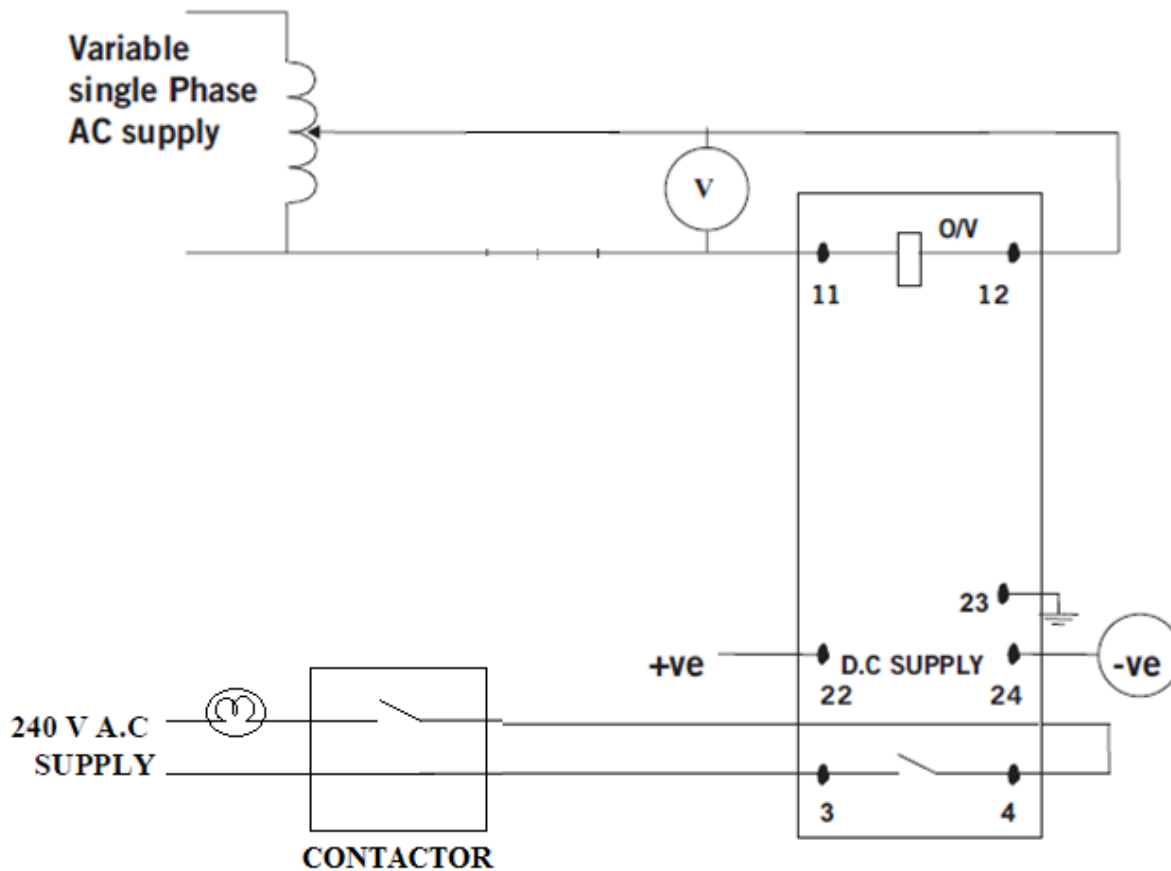 Variable
single Phase
AC supply
V
O/V
11
12
23
+ve
D.C SUPPLY
-ve
22
24
240 V A.C
SUPPLY
3
4
CONTACTOR